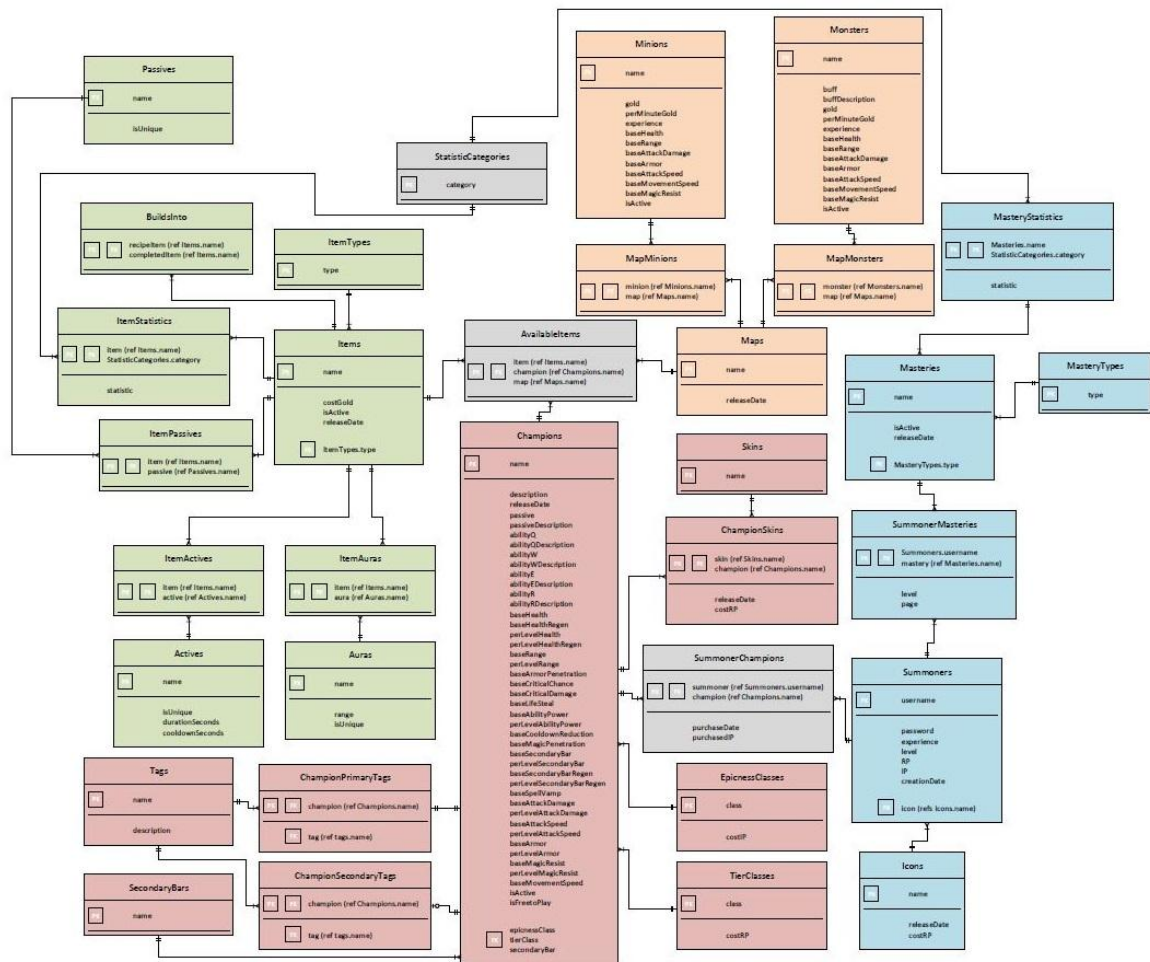 Passives
name
isUnique
StatisticCategories
category
Minions
name
gold
perMinuteGold
experience
baseHealth
baseRange
baseAttackDamage
baseArmor
baseAttackSpeed
baseMovementSpeed
baseMagicResist
isActive
Monsters
name
buff
buffDescription
gold
perMinuteGold
experience
baseHealth
baseRange
baseAttackDamage
baseArmor
baseAttackSpeed
baseMovementSpeed
baseMagicResist
isActive
BuildsInto
recipeItem (ref Items.name)
completedItem (ref Items.name)
ItemTypes
type
MapMinions
minion (ref Minions.name)
map (ref Maps.name)
MapMonsters
monster (ref Monsters.name)
map (ref Maps.name)
MasteryStatistics
Masteries.name
StatisticCategories.category
statistic
ItemStatistics
item (ref Items.name)
StatisticCategories.category
statistic
Items
name
costGold
isActive
releaseDate
ItemTypes.type
AvailableItems
item (ref Items.name)
champion (ref Champions.name)
map (ref Maps.name)
Maps
name
releaseDate
Masteries
name
isActive
releaseDate
MasteryTypes.type
MasteryTypes
type
ItemPassives
item (ref Items.name)
passive (ref Passives.name)
Champions
name
description
releaseDate
passive
passiveDescription
abilityQ
abilityQDescription
abilityW
abilityWDescription
abilityE
abilityEDescription
abilityR
abilityRDescription
baseHealth
baseHealthRegen
perLevelHealth
perLevelHealthRegen
baseRange
perLevelRange
baseArmorPenetration
baseCriticalChance
baseCriticalDamage
baseLifeSteal
baseAbilityPower
perLevelAbilityPower
baseCooldownReduction
baseMagicPenetration
baseSecondaryBar
perLevelSecondaryBar
baseSecondaryBarRegen
perLevelSecondaryBarRegen
baseSpellVamp
baseAttackDamage
perLevelAttackDamage
baseAttackSpeed
perLevelAttackSpeed
baseArmor
perLevelArmor
baseMagicResist
perLevelMagicResist
baseMovementSpeed
isActive
isFreetoPlay
epicnessClass
tierClass
secondaryBar
Skins
name
ChampionSkins
skin (ref Skins.name)
champion (ref Champions.name)
releaseDate
costRP
SummonerMasteries
Summoners.username
mastery (ref Masteries.name)
level
page
ItemActives
item (ref Items.name)
active (ref Actives.name)
ItemAuras
item (ref Items.name)
aura (ref Auras.name)
Actives
name
isUnique
durationSeconds
cooldownSeconds
Auras
name
range
isUnique
SummonerChampions
summoner (ref Summoners.username)
champion (ref Champions.name)
purchaseDate
purchasedIP
Summoners
username
password
experience
level
RP
IP
creationDate
icon (refs Icons.name)
Tags
name
description
ChampionPrimaryTags
champion (ref Champions.name)
tag (ref tags.name)
EpicnessClasses
class
costIP
SecondaryBars
name
ChampionSecondaryTags
champion (ref Champions.name)
tag (ref tags.name)
TierClasses
class
costRP
Icons
name
releaseDate
costRP